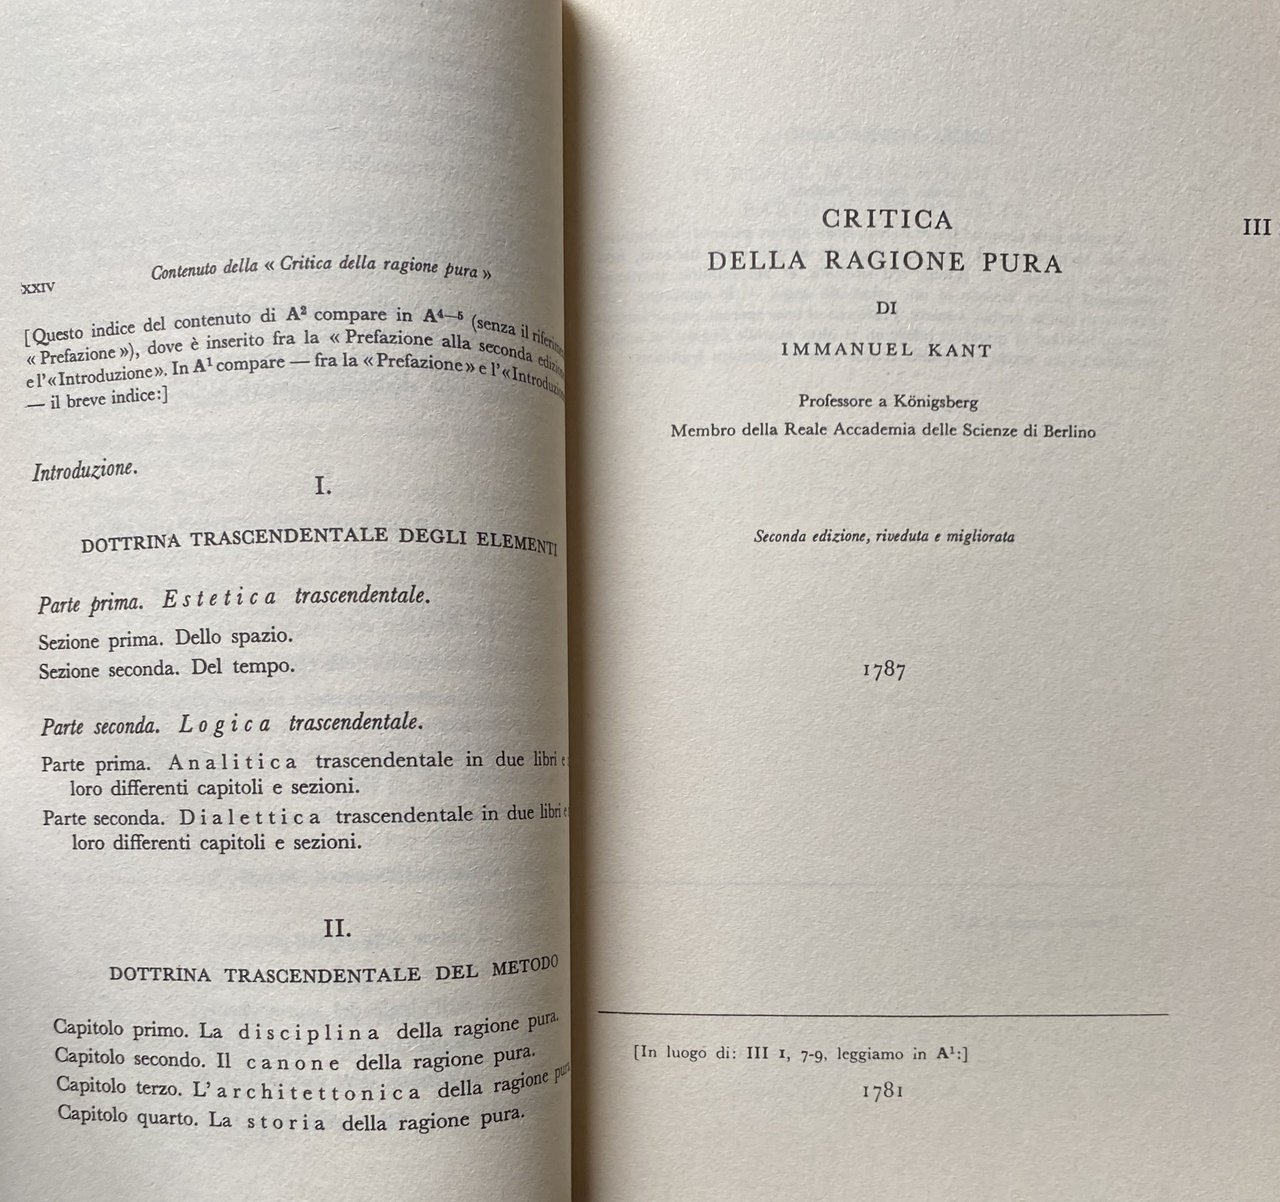 Contenuto della « Critica della ragione pura »
XXIV
[Questo indice del contenuto di A² compare in A⁴⁻⁵ (senza il
« Prefazione »), dove è inserito fra la « Prefazione alla seconda
e l'«Introduzione». In A¹ compare — fra la «Prefazione» e l'«
— il breve indice:]
Introduzione.
I.
DOTTRINA TRASCENDENTALE DEGLI ELEMENTI
Parte prima. Estetica trascendentale.
Sezione prima. Dello spazio.
Sezione seconda. Del tempo.
Parte seconda. Logica trascendentale.
Parte prima. Analitica trascendentale in due libri e
loro differenti capitoli e sezioni.
Parte seconda. Dialettica trascendentale in due libri e
loro differenti capitoli e sezioni.
II.
DOTTRINA TRASCENDENTALE DEL METODO
Capitolo primo. La disciplina della ragione pura.
Capitolo secondo. Il canone della ragione pura.
Capitolo terzo. L'architettonica della ragione pura
Capitolo quarto. La storia della ragione pura.
CRITICA
III
DELLA RAGIONE PURA
DI
IMMANUEL KANT
Professore a Königsberg
Membro della Reale Accademia delle Scienze di Berlino
Seconda edizione, riveduta e migliorata
1787
[In luogo di: III 1, 7-9, leggiamo in A¹:]
1781